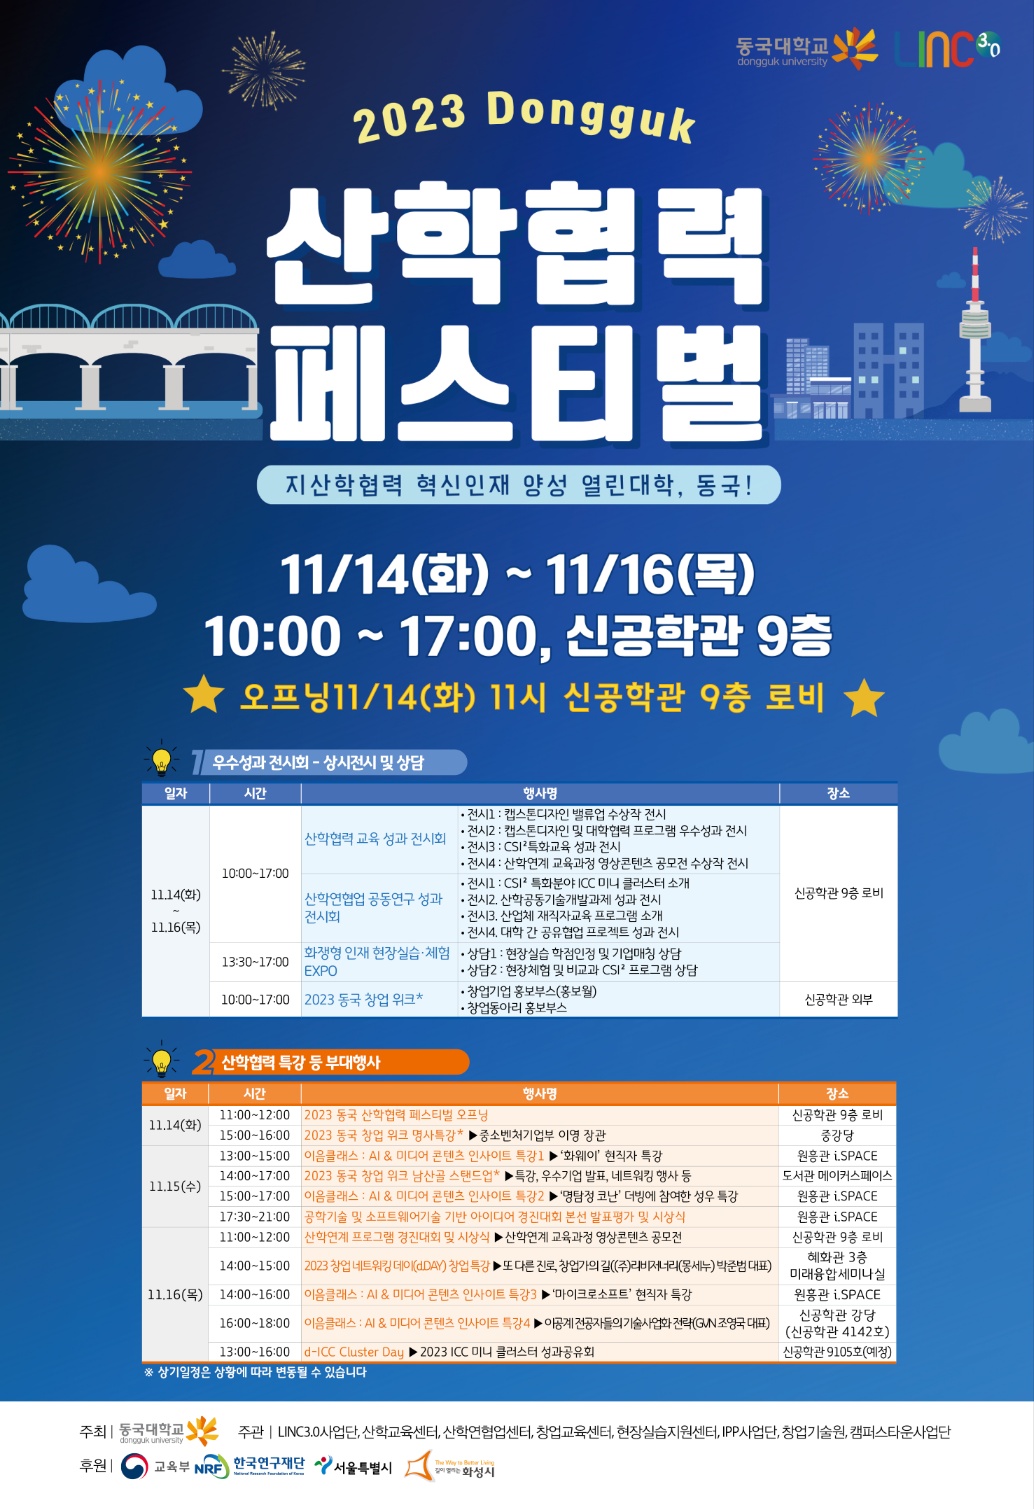 동국대학교
dongguk university
LINC 3.0
2023 Dongguk
산학협력
페스티벌
지산학협력 혁신인재 양성 열린대학, 동국!
11/14(화) ~ 11/16(목)
10:00 ~ 17:00, 신공학관 9층
오프닝11/14(화) 11시 신공학관 9층 로비
1 우수성과 전시회 - 상시전시 및 상담
일자 시간 행사명 장소
11.14(화)
~
11.16(목)
10:00~17:00
산학협력 교육 성과 전시회
• 전시1 : 캡스톤디자인 밸류업 수상작 전시
• 전시2 : 캡스톤디자인 및 대학협력 프로그램 우수성과 전시
• 전시3 : CSI²특화교육 성과 전시
• 전시4 : 산학연계 교육과정 영상콘텐츠 공모전 수상작 전시
신공학관 9층 로비
산학연협업 공동연구 성과
전시회
• 전시1 : CSI² 특화분야 ICC 미니 클러스터 소개
• 전시2. 산학공동기술개발과제 성과 전시
• 전시3. 산업체 재직자교육 프로그램 소개
• 전시4. 대학 간 공유협업 프로젝트 성과 전시
13:30~17:00
화쟁형 인재 현장실습·체험
EXPO
• 상담1 : 현장실습 학점인정 및 기업매칭 상담
• 상담2 : 현장체험 및 비교과 CSI² 프로그램 상담
10:00~17:00
2023 동국 창업 위크*
• 창업기업 홍보부스(홍보월)
• 창업동아리 홍보부스
신공학관 외부
2 산학협력 특강 등 부대행사
일자 시간 행사명 장소
11.14(화)
11:00~12:00 2023 동국 산학협력 페스티벌 오프닝 신공학관 9층 로비
15:00~16:00 2023 동국 창업 위크 명사특강* ▶중소벤처기업부 이영 장관 중강당
11.15(수)
13:00~15:00 이음클래스 : AI & 미디어 콘텐츠 인사이트 특강1 ▶‘화웨이’ 현직자 특강 원흥관 i.SPACE
14:00~17:00 2023 동국 창업 위크 남산골 스탠드업* ▶특강, 우수기업 발표, 네트워킹 행사 등 도서관 메이커스페이스
15:00~17:00 이음클래스 : AI & 미디어 콘텐츠 인사이트 특강2 ▶‘명탐정 코난’ 더빙에 참여한 성우 특강 원흥관 i.SPACE
17:30~21:00 공학기술 및 소프트웨어기술 기반 아이디어 경진대회 본선 발표평가 및 시상식 원흥관 i.SPACE
11.16(목)
11:00~12:00 산학연계 프로그램 경진대회 및 시상식 ▶산학연계 교육과정 영상콘텐츠 공모전 신공학관 9층 로비
14:00~15:00 2023 창업 네트워킹 데이(d.DAY) 창업 특강 ▶또 다른 진로, 창업가의 길((주)리비저너리(몽세누) 박준범 대표) 혜화관 3층
미래융합세미나실
14:00~16:00 이음클래스 : AI & 미디어 콘텐츠 인사이트 특강3 ▶‘마이크로소프트’ 현직자 특강 원흥관 i.SPACE
16:00~18:00 이음클래스 : AI & 미디어 콘텐츠 인사이트 특강4 ▶이공계 전공자들의 기술사업화 전략(GVN 조영국 대표) 신공학관 강당
(신공학관 4142호)
13:00~16:00 d-ICC Cluster Day ▶2023 ICC 미니 클러스터 성과공유회 신공학관 9105호(예정)
※ 상기일정은 상황에 따라 변동될 수 있습니다
주최 | 동국대학교 dongguk university 주관 | LINC3.0사업단, 산학교육센터, 산학연협업센터, 창업교육센터, 현장실습지원센터, IPP사업단, 창업기술원, 캠퍼스타운사업단
후원 | 교육부 NRF 한국연구재단 National Research Foundation of Korea 서울특별시 The Way to Better Living 길이 열리는 화성시